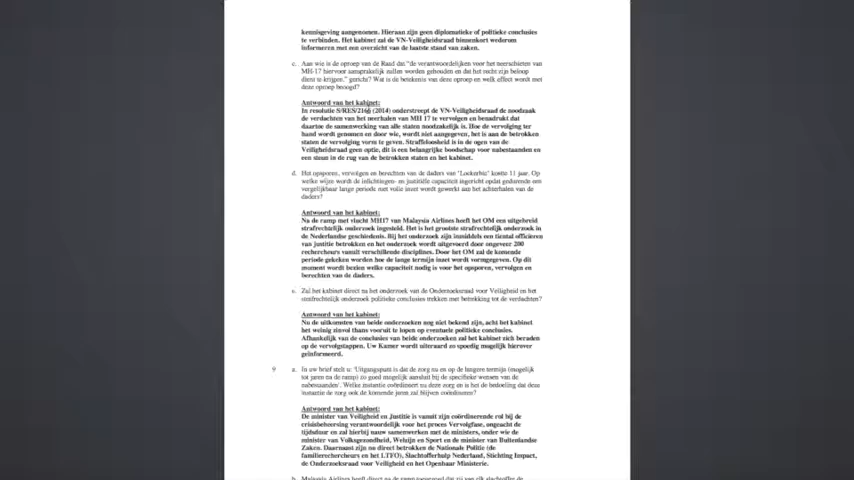 kennisgeving aangenomen. Hieraan zijn geen diplomatieke of politieke conclusies
te verbinden. Het kabinet zal de VN-Veiligheidsraad binnenkort wederom
informeren met een overzicht van de laatste stand van zaken.
c. Aan wie is de oproep van de Raad dat "de verantwoordelijken voor het neerschieten van
MH-17 hiervoor aansprakelijk zullen worden gehouden en dat het recht zijn beloop
dient te krijgen." gericht? Wat is de betekenis van deze oproep en welk effect wordt met
deze oproep beoogd?
Antwoord van het kabinet:
In resolutie S/RES/2166 (2014) onderstreept de VN-Veiligheidsraad de noodzaak
de verdachten van het neerhalen van MH 17 te vervolgen en benadrukt dat
daartoe de samenwerking van alle staten noodzakelijk is. Hoe de vervolging ter
hand wordt genomen en door wie, wordt niet aangegeven, het is aan de betrokken
staten de vervolging vorm te geven. Straffeloosheid is in de ogen van de
Veiligheidsraad geen optie, dit is een belangrijke boodschap voor nabestaanden en
een steun in de rug van de betrokken staten en het kabinet.
d. Het opsporen, vervolgen en berechten van de daders van 'Lockerbie' kostte 11 jaar. Op
welke wijze wordt de inlichtingen- en justitiële capaciteit ingericht opdat gedurende een
vergelijkbaar lange periode met volle inzet wordt gewerkt aan het achterhalen van de
daders?
Antwoord van het kabinet:
Na de ramp met vlucht MH17 van Malaysia Airlines heeft het OM een uitgebreid
strafrechtelijk onderzoek ingesteld. Het is het grootste strafrechtelijk onderzoek in
de Nederlandse geschiedenis. Bij het onderzoek zijn inmiddels een tiental officieren
van justitie betrokken en het onderzoek wordt uitgevoerd door ongeveer 200
rechercheurs vanuit verschillende disciplines. Door het OM zal de komende
periode gekeken worden hoe de lange termijn inzet wordt vormgegeven. Op dit
moment wordt bezien welke capaciteit nodig is voor het opsporen, vervolgen en
berechten van de daders.
e. Zal het kabinet direct na het onderzoek van de Onderzoeksraad voor Veiligheid en het
strafrechtelijk onderzoek politieke conclusies trekken met betrekking tot de verdachten?
Antwoord van het kabinet:
Nu de uitkomsten van beide onderzoeken nog niet bekend zijn, acht het kabinet
het weinig zinvol thans vooruit te lopen op eventuele politieke conclusies.
Afhankelijk van de conclusies van beide onderzoeken zal het kabinet zich beraden
op de vervolgstappen. Uw Kamer wordt uiteraard zo spoedig mogelijk hierover
geïnformeerd.
9 a. In uw brief stelt u: 'Uitgangspunt is dat de zorg nu en op de langere termijn (mogelijk
tot jaren na de ramp) zo goed mogelijk aansluit bij de specifieke wensen van de
nabestaanden'. Welke instantie coördineert nu deze zorg en is het de bedoeling dat deze
instantie de zorg ook de komende jaren zal blijven coördineren?
Antwoord van het kabinet:
De minister van Veiligheid en Justitie is vanuit zijn coördinerende rol bij de
crisisbeheersing verantwoordelijk voor het proces Vervolgfase, ongeacht de
tijdsduur en zal hierbij nauw samenwerken met de ministers, onder wie de
minister van Volksgezondheid, Welzijn en Sport en de minister van Buitenlandse
Zaken. Daarnaast zijn nu direct betrokken de Nationale Politie (de
familierechercheurs en het LTFO), Slachtofferhulp Nederland, Stichting Impact,
de Onderzoeksraad voor Veiligheid en het Openbaar Ministerie.